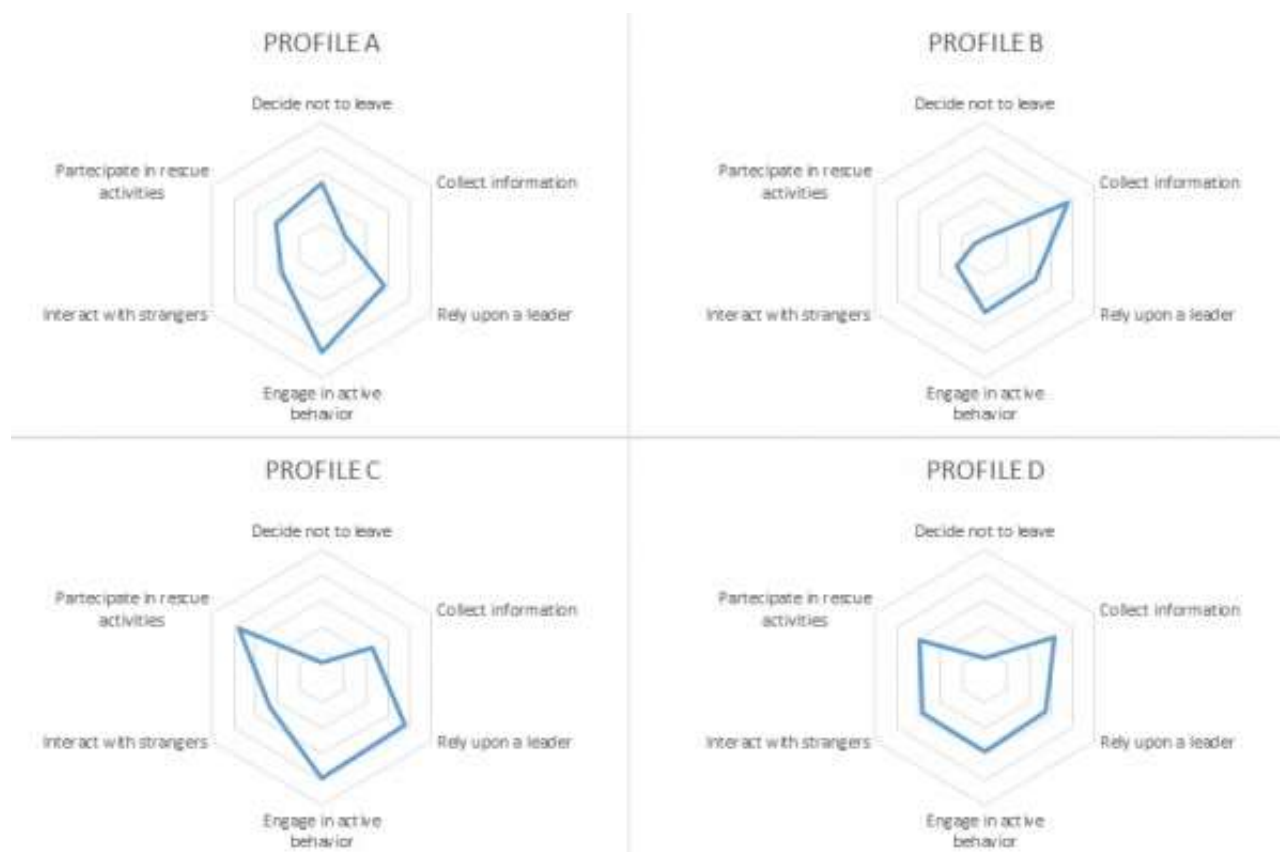 PROFILE A
Decide not to leave
Partecipate in rescue
activities
Collect information
Interact with strangers
Rely upon a leader
Engage in active
behavior
PROFILE B
Decide not to leave
Partecipate in rescue
activities
Collect information
Interact with strangers
Rely upon a leader
Engage in active
behavior
PROFILE C
Decide not to leave
Partecipate in rescue
activities
Collect information
Interact with strangers
Rely upon a leader
Engage in active
behavior
PROFILE D
Decide not to leave
Partecipate in rescue
activities
Collect information
Interact with strangers
Rely upon a leader
Engage in active
behavior